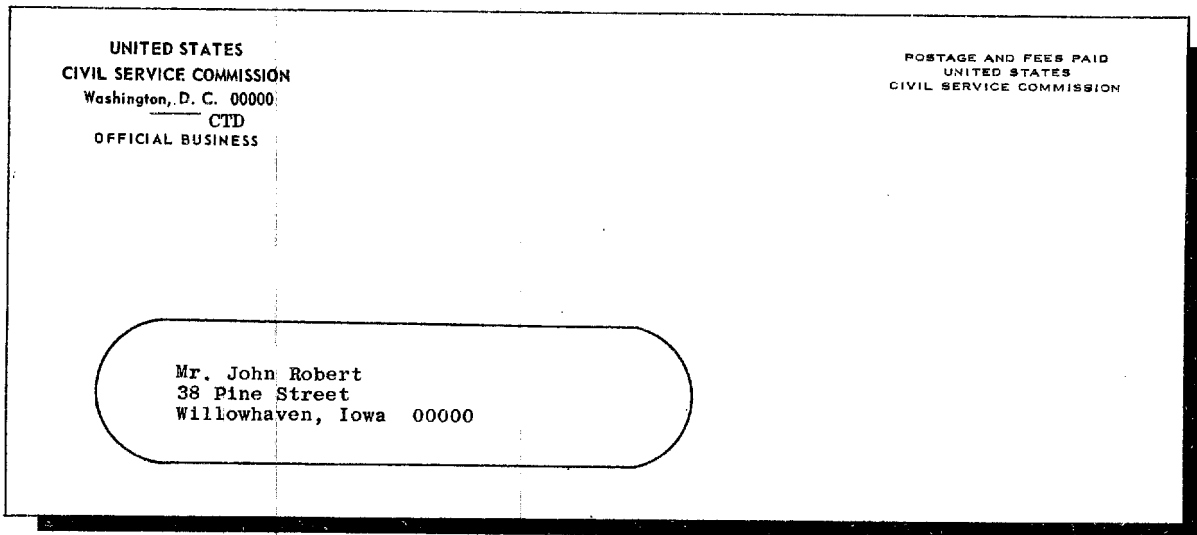 UNITED STATES
CIVIL SERVICE COMMISSION
Washington, D. C. 00000
CTD
OFFICIAL BUSINESS
POSTAGE AND FEES PAID
UNITED STATES
CIVIL SERVICE COMMISSION
Mr. John Robert
38 Pine Street
Willowhaven, Iowa 00000